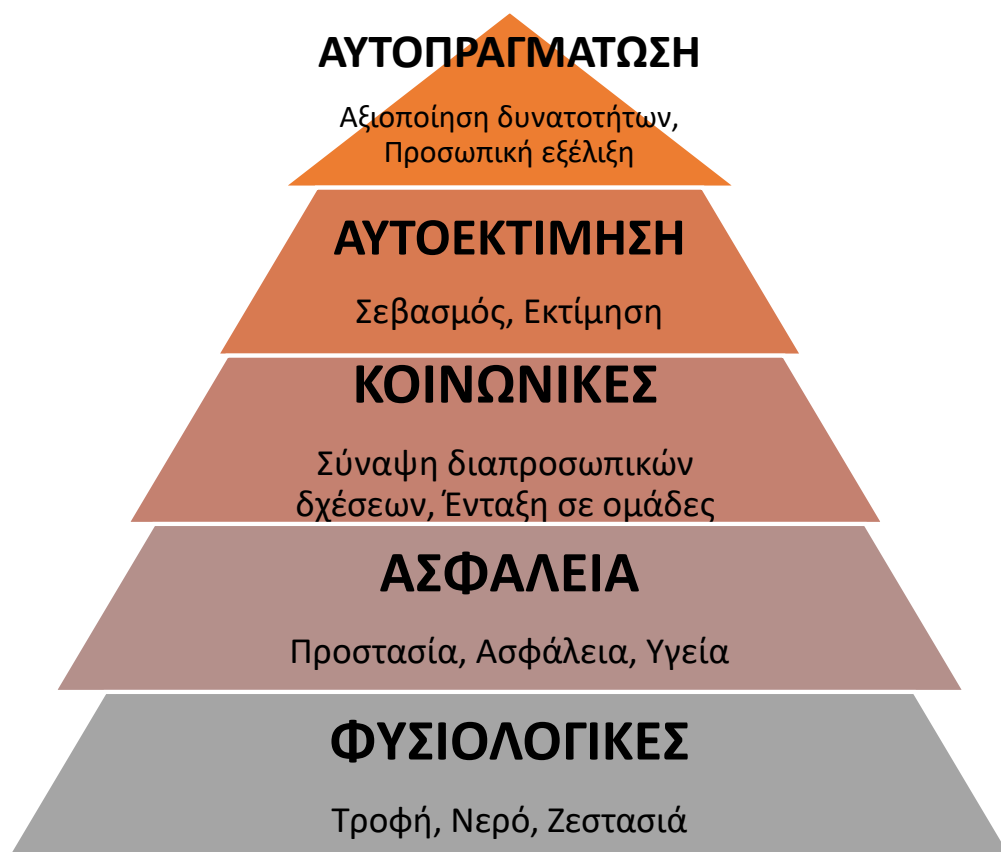 ΑΥΤΟΠΡΑΓΜΑΤΩΣΗ
Αξιοποίηση δυνατοτήτων,
Προσωπική εξέλιξη
ΑΥΤΟΕΚΤΙΜΗΣΗ
Σεβασμός, Εκτίμηση
ΚΟΙΝΩΝΙΚΕΣ
Σύναψη διαπροσωπικών
δχέσεων, Ένταξη σε ομάδες
ΑΣΦΑΛΕΙΑ
Προστασία, Ασφάλεια, Υγεία
ΦΥΣΙΟΛΟΓΙΚΕΣ
Τροφή, Νερό, Ζεστασιά